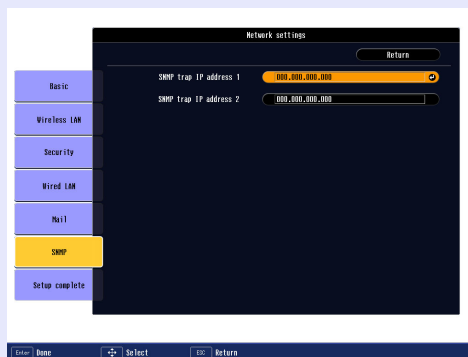 Network settings
Return
SNMP trap IP address 1 000.000.000.000
SNMP trap IP address 2 000.000.000.000
Basic
Wireless LAN
Security
Wired LAN
Mail
SNMP
Setup complete
Enter Done Select ESC Return